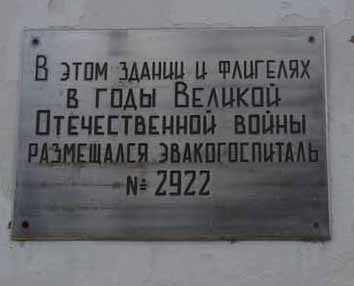 В этом здании и флигелях
в годы Великой
Отечественной войны
размещался эвакогоспиталь
№ 2922